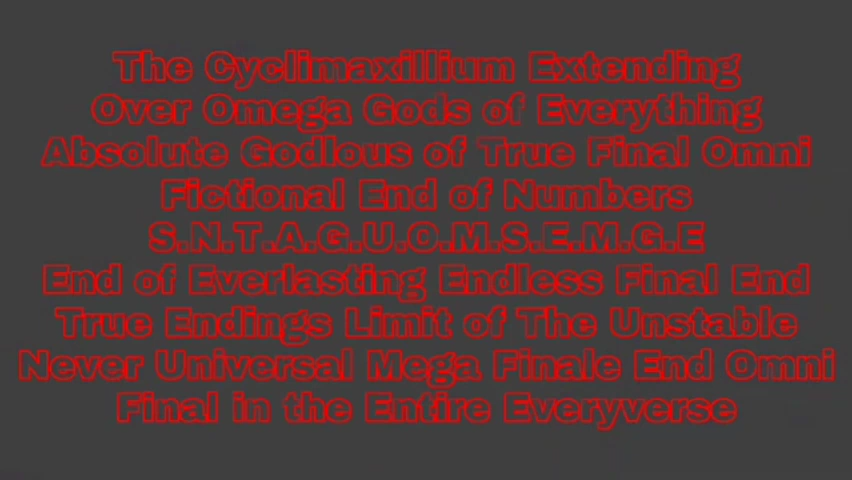 The Cyclimaxillium Extending
Over Omega Gods of Everything
Absolute Godlous of True Final Omni
Fictional End of Numbers
S.N.T.A.G.U.O.M.S.E.M.G.E
End of Everlasting Endless Final End
True Endings Limit of The Unstable
Never Universal Mega Finale End Omni
Final in the Entire Everyverse